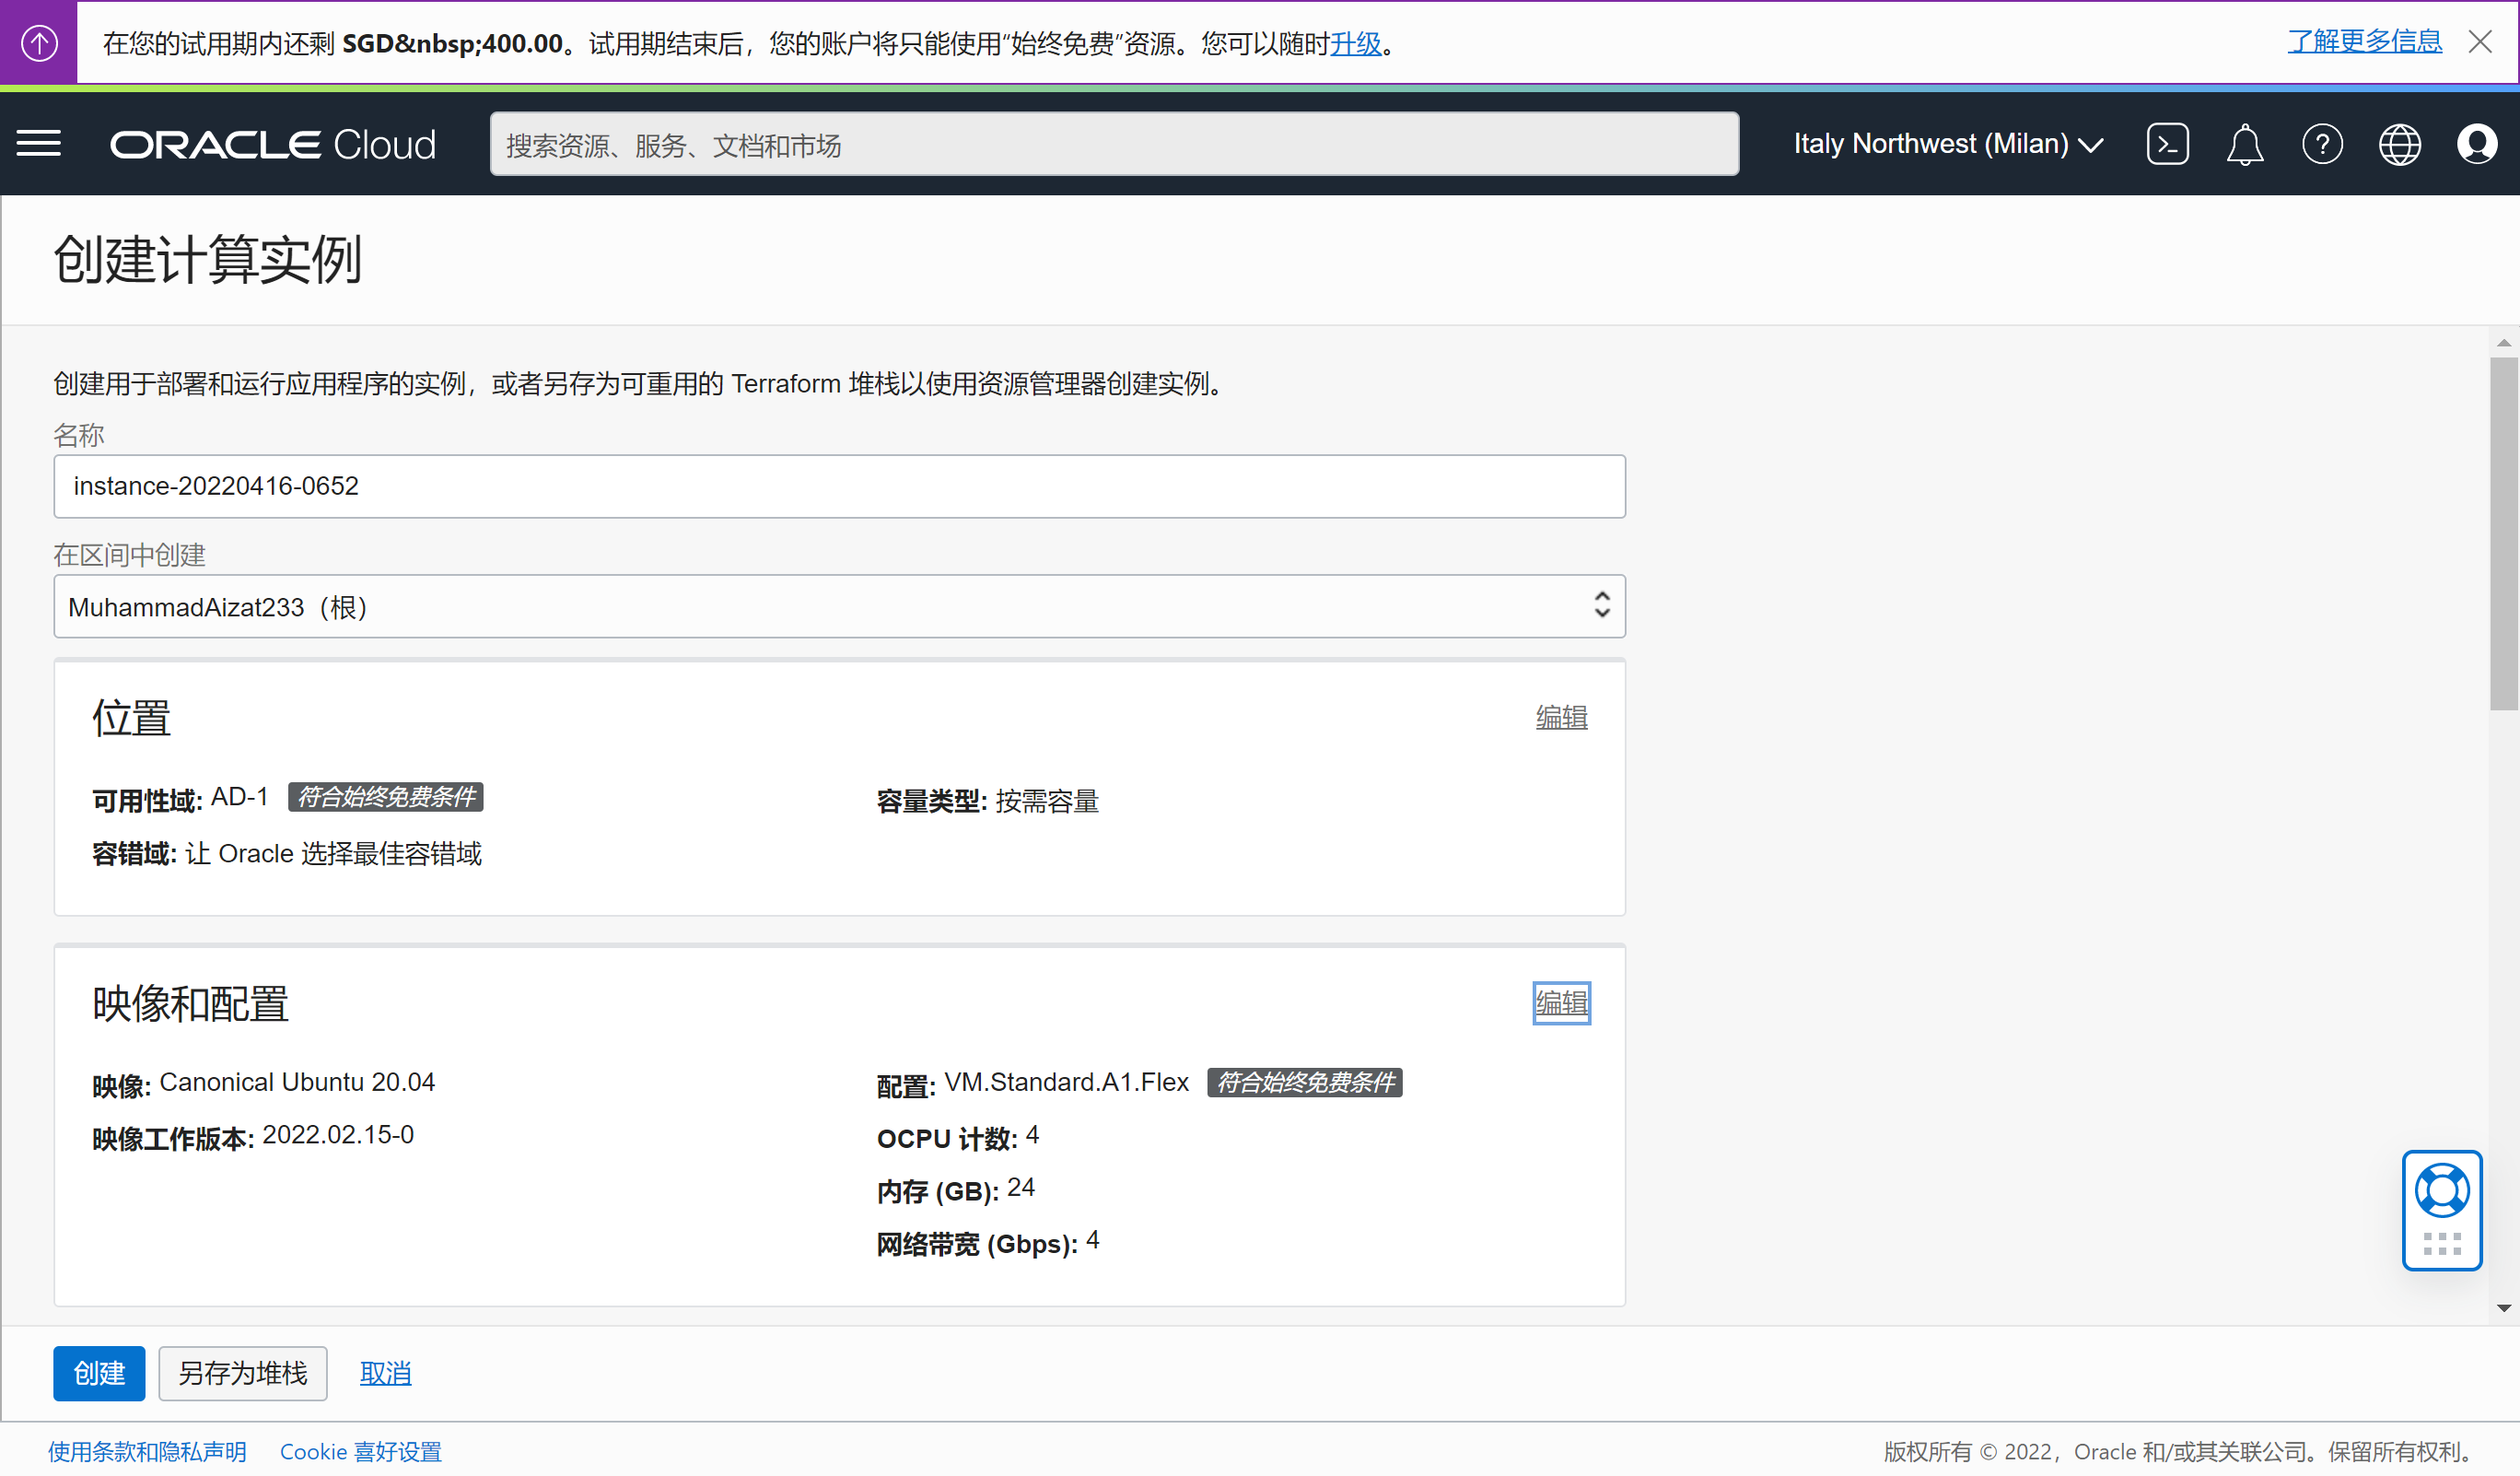 在您的试用期内还剩 SGD&nbsp;400.00。试用期结束后，您的账户将只能使用“始终免费”资源。您可以随时升级。
了解更多信息
ORACLE Cloud
搜索资源、服务、文档和市场
Italy Northwest (Milan)
创建计算实例
创建用于部署和运行应用程序的实例，或者另存为可重用的 Terraform 堆栈以使用资源管理器创建实例。
名称
instance-20220416-0652
在区间中创建
MuhammadAizat233（根）
位置
编辑
可用性域: AD-1 符合始终免费条件
容错域: 让 Oracle 选择最佳容错域
容量类型: 按需容量
映像和配置
编辑
映像: Canonical Ubuntu 20.04
映像工作版本: 2022.02.15-0
配置: VM.Standard.A1.Flex 符合始终免费条件
OCPU 计数: 4
内存 (GB): 24
网络带宽 (Gbps): 4
创建
另存为堆栈
取消
使用条款和隐私声明
Cookie 喜好设置
版权所有 © 2022，Oracle 和/或其关联公司。保留所有权利。